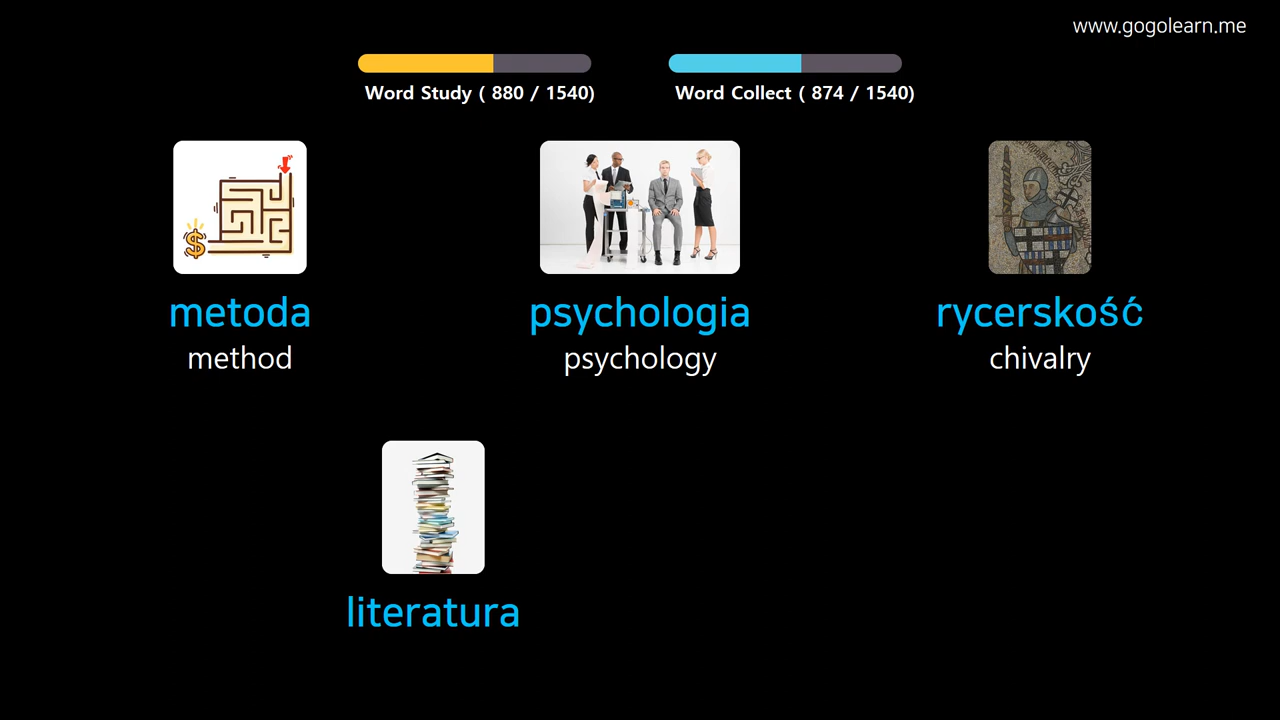 www.gogolearn.me
Word Study ( 880 / 1540)
Word Collect ( 874 / 1540)
metoda
method
psychologia
psychology
rycerskość
chivalry
literatura